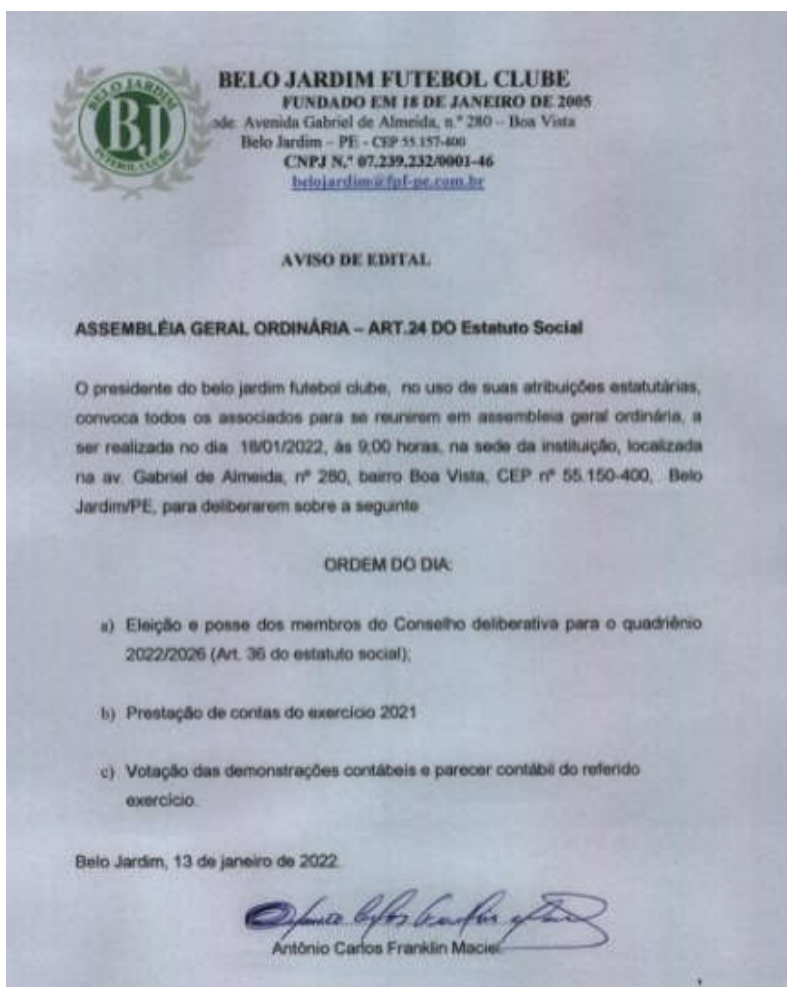 BELO JARDIM
BJ
FUTEBOL CLUBE
BELO JARDIM FUTEBOL CLUBE
FUNDADO EM 18 DE JANEIRO DE 2005
ede: Avenida Gabriel de Almeida, n.º 280 – Boa Vista
Belo Jardim – PE - CEP 55.157-400
CNPJ N.º 07.239.232/0001-46
belojardim@fpf-pe.com.br
AVISO DE EDITAL
ASSEMBLÉIA GERAL ORDINÁRIA – ART.24 DO Estatuto Social
O presidente do belo jardim futebol clube, no uso de suas atribuições estatutárias,
convoca todos os associados para se reunirem em assembleia geral ordinária, a
ser realizada no dia 18/01/2022, às 9:00 horas, na sede da instituição, localizada
na av. Gabriel de Almeida, nº 280, bairro Boa Vista, CEP nº 55.150-400, Belo
Jardim/PE, para deliberarem sobre a seguinte
ORDEM DO DIA:
a) Eleição e posse dos membros do Conselho deliberativa para o quadriênio
2022/2026 (Art. 36 do estatuto social);
b) Prestação de contas do exercício 2021
c) Votação das demonstrações contábeis e parecer contábil do referido
exercício.
Belo Jardim, 13 de janeiro de 2022.
Antônio Carlos Franklin Maciel